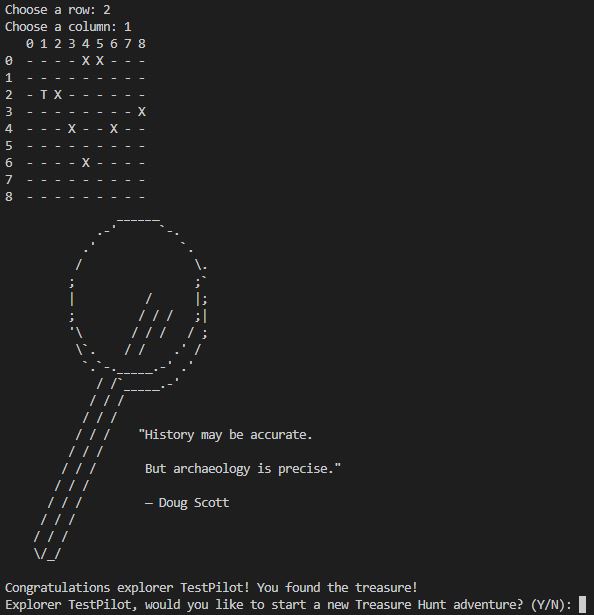 Choose a row: 2
Choose a column: 1
0 1 2 3 4 5 6 7 8
0 - - - - X X - - -
1 - - - - - - - - -
2 - T X - - - - - -
3 - - - - - - - - X
4 - - - X - - X - -
5 - - - - - - - - -
6 - - - - X - - - -
7 - - - - - - - - -
8 - - - - - - - - -
"History may be accurate.
But archaeology is precise."
– Doug Scott
Congratulations explorer TestPilot! You found the treasure!
Explorer TestPilot, would you like to start a new Treasure Hunt adventure? (Y/N):